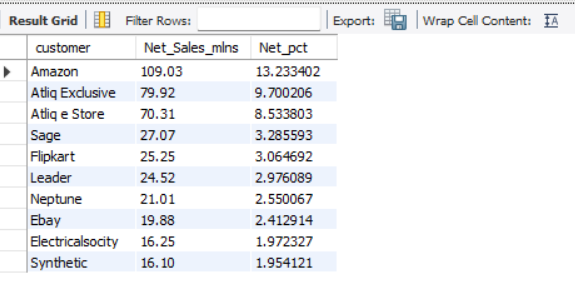 Result Grid Filter Rows: Export: Wrap Cell Content:
customer Net_Sales_mlns Net_pct
Amazon 109.03 13.233402
Atliq Exclusive 79.92 9.700206
Atliq e Store 70.31 8.533803
Sage 27.07 3.285593
Flipkart 25.25 3.064692
Leader 24.52 2.976089
Neptune 21.01 2.550067
Ebay 19.88 2.412914
Electricalsocity 16.25 1.972327
Synthetic 16.10 1.954121